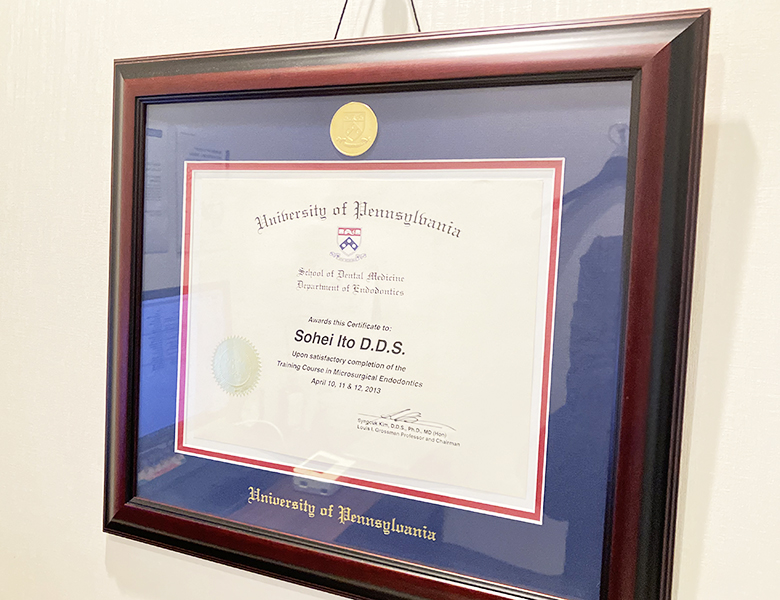 University of Pennsylvania
School of Dental Medicine
Department of Endodontics
Awards this Certificate to:
Sohei Ito D.D.S.
Upon satisfactory completion of the
Training Course in Microsurgical Endodontics
April 10, 11 & 12, 2013
Syngcuk Kim, D.D.S., Ph.D., MD (Hon)
Louis I. Grossman Professor and Chairman
University of Pennsylvania